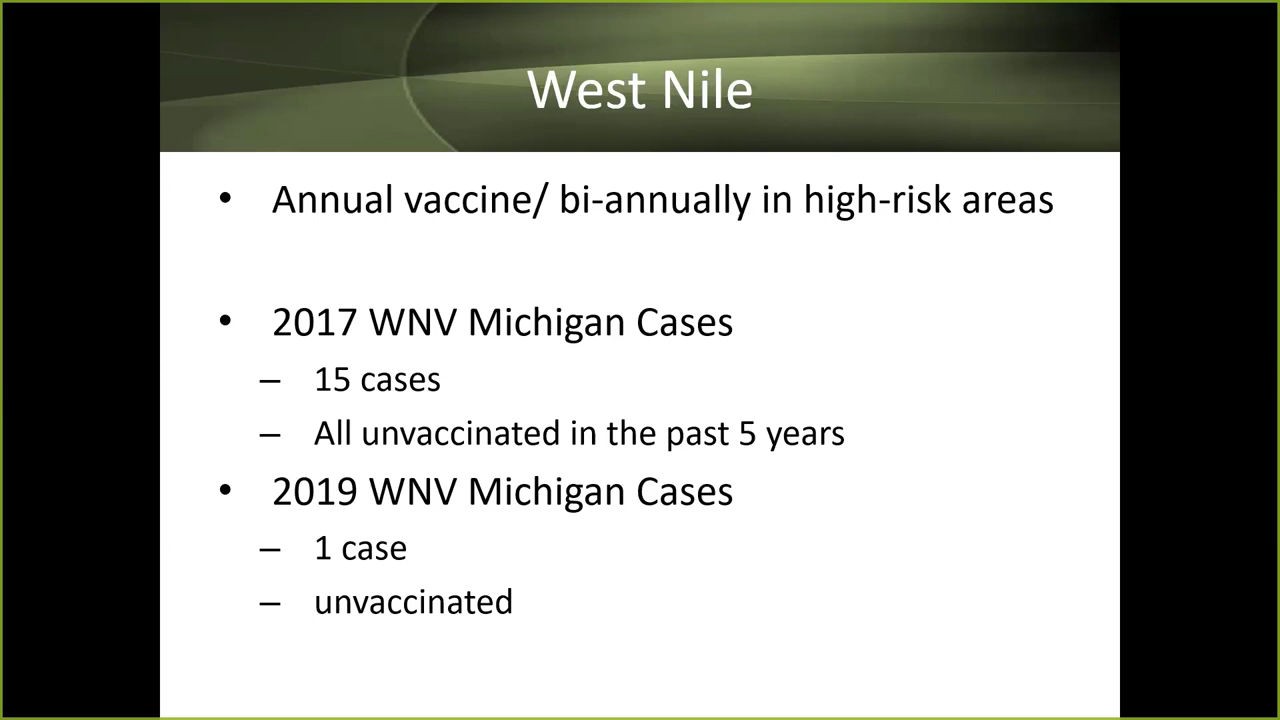 West Nile
• Annual vaccine/ bi-annually in high-risk areas
• 2017 WNV Michigan Cases
– 15 cases
– All unvaccinated in the past 5 years
• 2019 WNV Michigan Cases
– 1 case
– unvaccinated